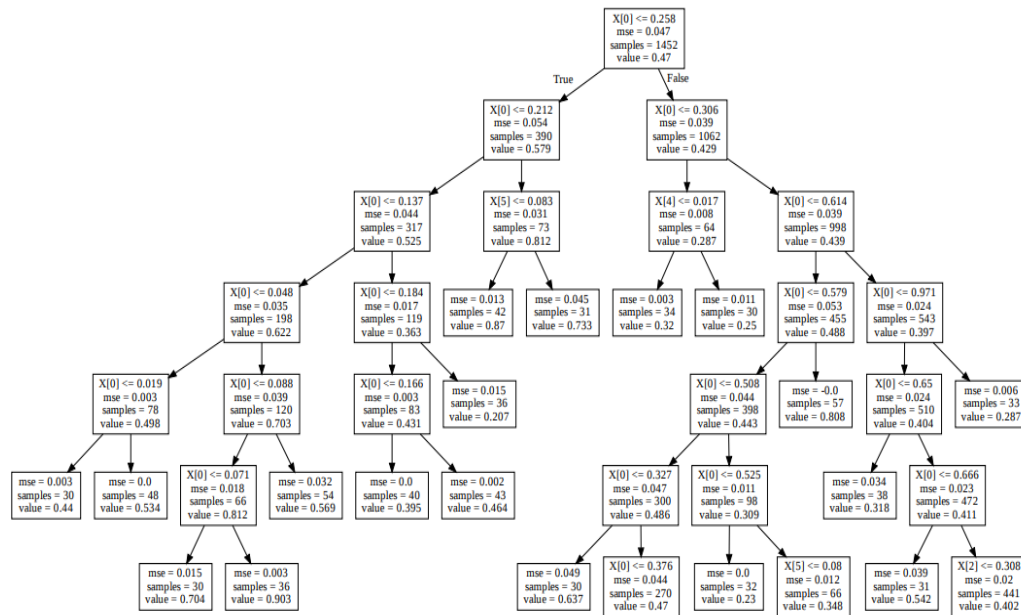 X[0] <= 0.258
mse = 0.047
samples = 1452
value = 0.47
True
False
X[0] <= 0.212
mse = 0.054
samples = 390
value = 0.579
X[0] <= 0.306
mse = 0.039
samples = 1062
value = 0.429
X[0] <= 0.137
mse = 0.044
samples = 317
value = 0.525
X[5] <= 0.083
mse = 0.031
samples = 73
value = 0.812
X[4] <= 0.017
mse = 0.008
samples = 64
value = 0.287
X[0] <= 0.614
mse = 0.039
samples = 998
value = 0.439
X[0] <= 0.048
mse = 0.035
samples = 198
value = 0.622
X[0] <= 0.184
mse = 0.017
samples = 119
value = 0.363
mse = 0.013
samples = 42
value = 0.87
mse = 0.045
samples = 31
value = 0.733
mse = 0.003
samples = 34
value = 0.32
mse = 0.011
samples = 30
value = 0.25
X[0] <= 0.579
mse = 0.053
samples = 455
value = 0.488
X[0] <= 0.971
mse = 0.024
samples = 543
value = 0.397
X[0] <= 0.019
mse = 0.003
samples = 78
value = 0.498
X[0] <= 0.088
mse = 0.039
samples = 120
value = 0.703
X[0] <= 0.166
mse = 0.003
samples = 83
value = 0.431
mse = 0.015
samples = 36
value = 0.207
X[0] <= 0.508
mse = 0.044
samples = 398
value = 0.443
mse = -0.0
samples = 57
value = 0.808
X[0] <= 0.65
mse = 0.024
samples = 510
value = 0.404
mse = 0.006
samples = 33
value = 0.287
mse = 0.003
samples = 30
value = 0.44
mse = 0.0
samples = 48
value = 0.534
X[0] <= 0.071
mse = 0.018
samples = 66
value = 0.812
mse = 0.032
samples = 54
value = 0.569
mse = 0.0
samples = 40
value = 0.395
mse = 0.002
samples = 43
value = 0.464
X[0] <= 0.327
mse = 0.047
samples = 300
value = 0.486
X[0] <= 0.525
mse = 0.011
samples = 98
value = 0.309
mse = 0.034
samples = 38
value = 0.318
X[0] <= 0.666
mse = 0.023
samples = 472
value = 0.411
mse = 0.015
samples = 30
value = 0.704
mse = 0.003
samples = 36
value = 0.903
mse = 0.049
samples = 30
value = 0.637
X[0] <= 0.376
mse = 0.044
samples = 270
value = 0.47
mse = 0.0
samples = 32
value = 0.23
X[5] <= 0.08
mse = 0.012
samples = 66
value = 0.348
mse = 0.039
samples = 31
value = 0.542
X[2] <= 0.308
mse = 0.02
samples = 441
value = 0.402